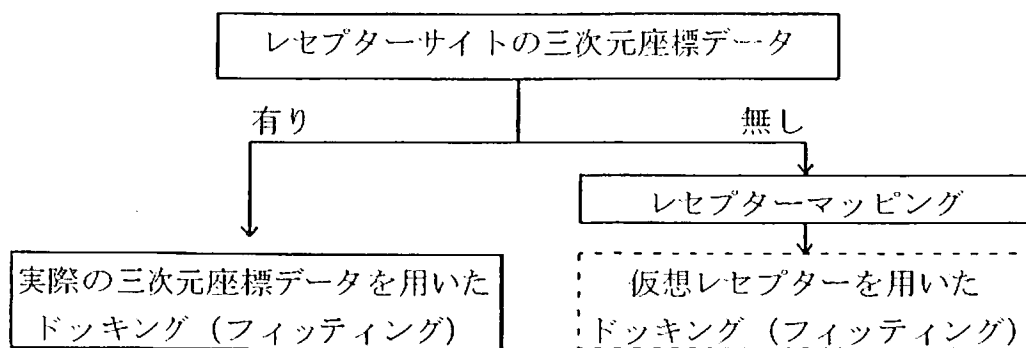 レセプターサイトの三次元座標データ
有り
無し
レセプターマッピング
実際の三次元座標データを用いた
ドッキング (フィッティング)
仮想レセプターを用いた
ドッキング (フィッティング)